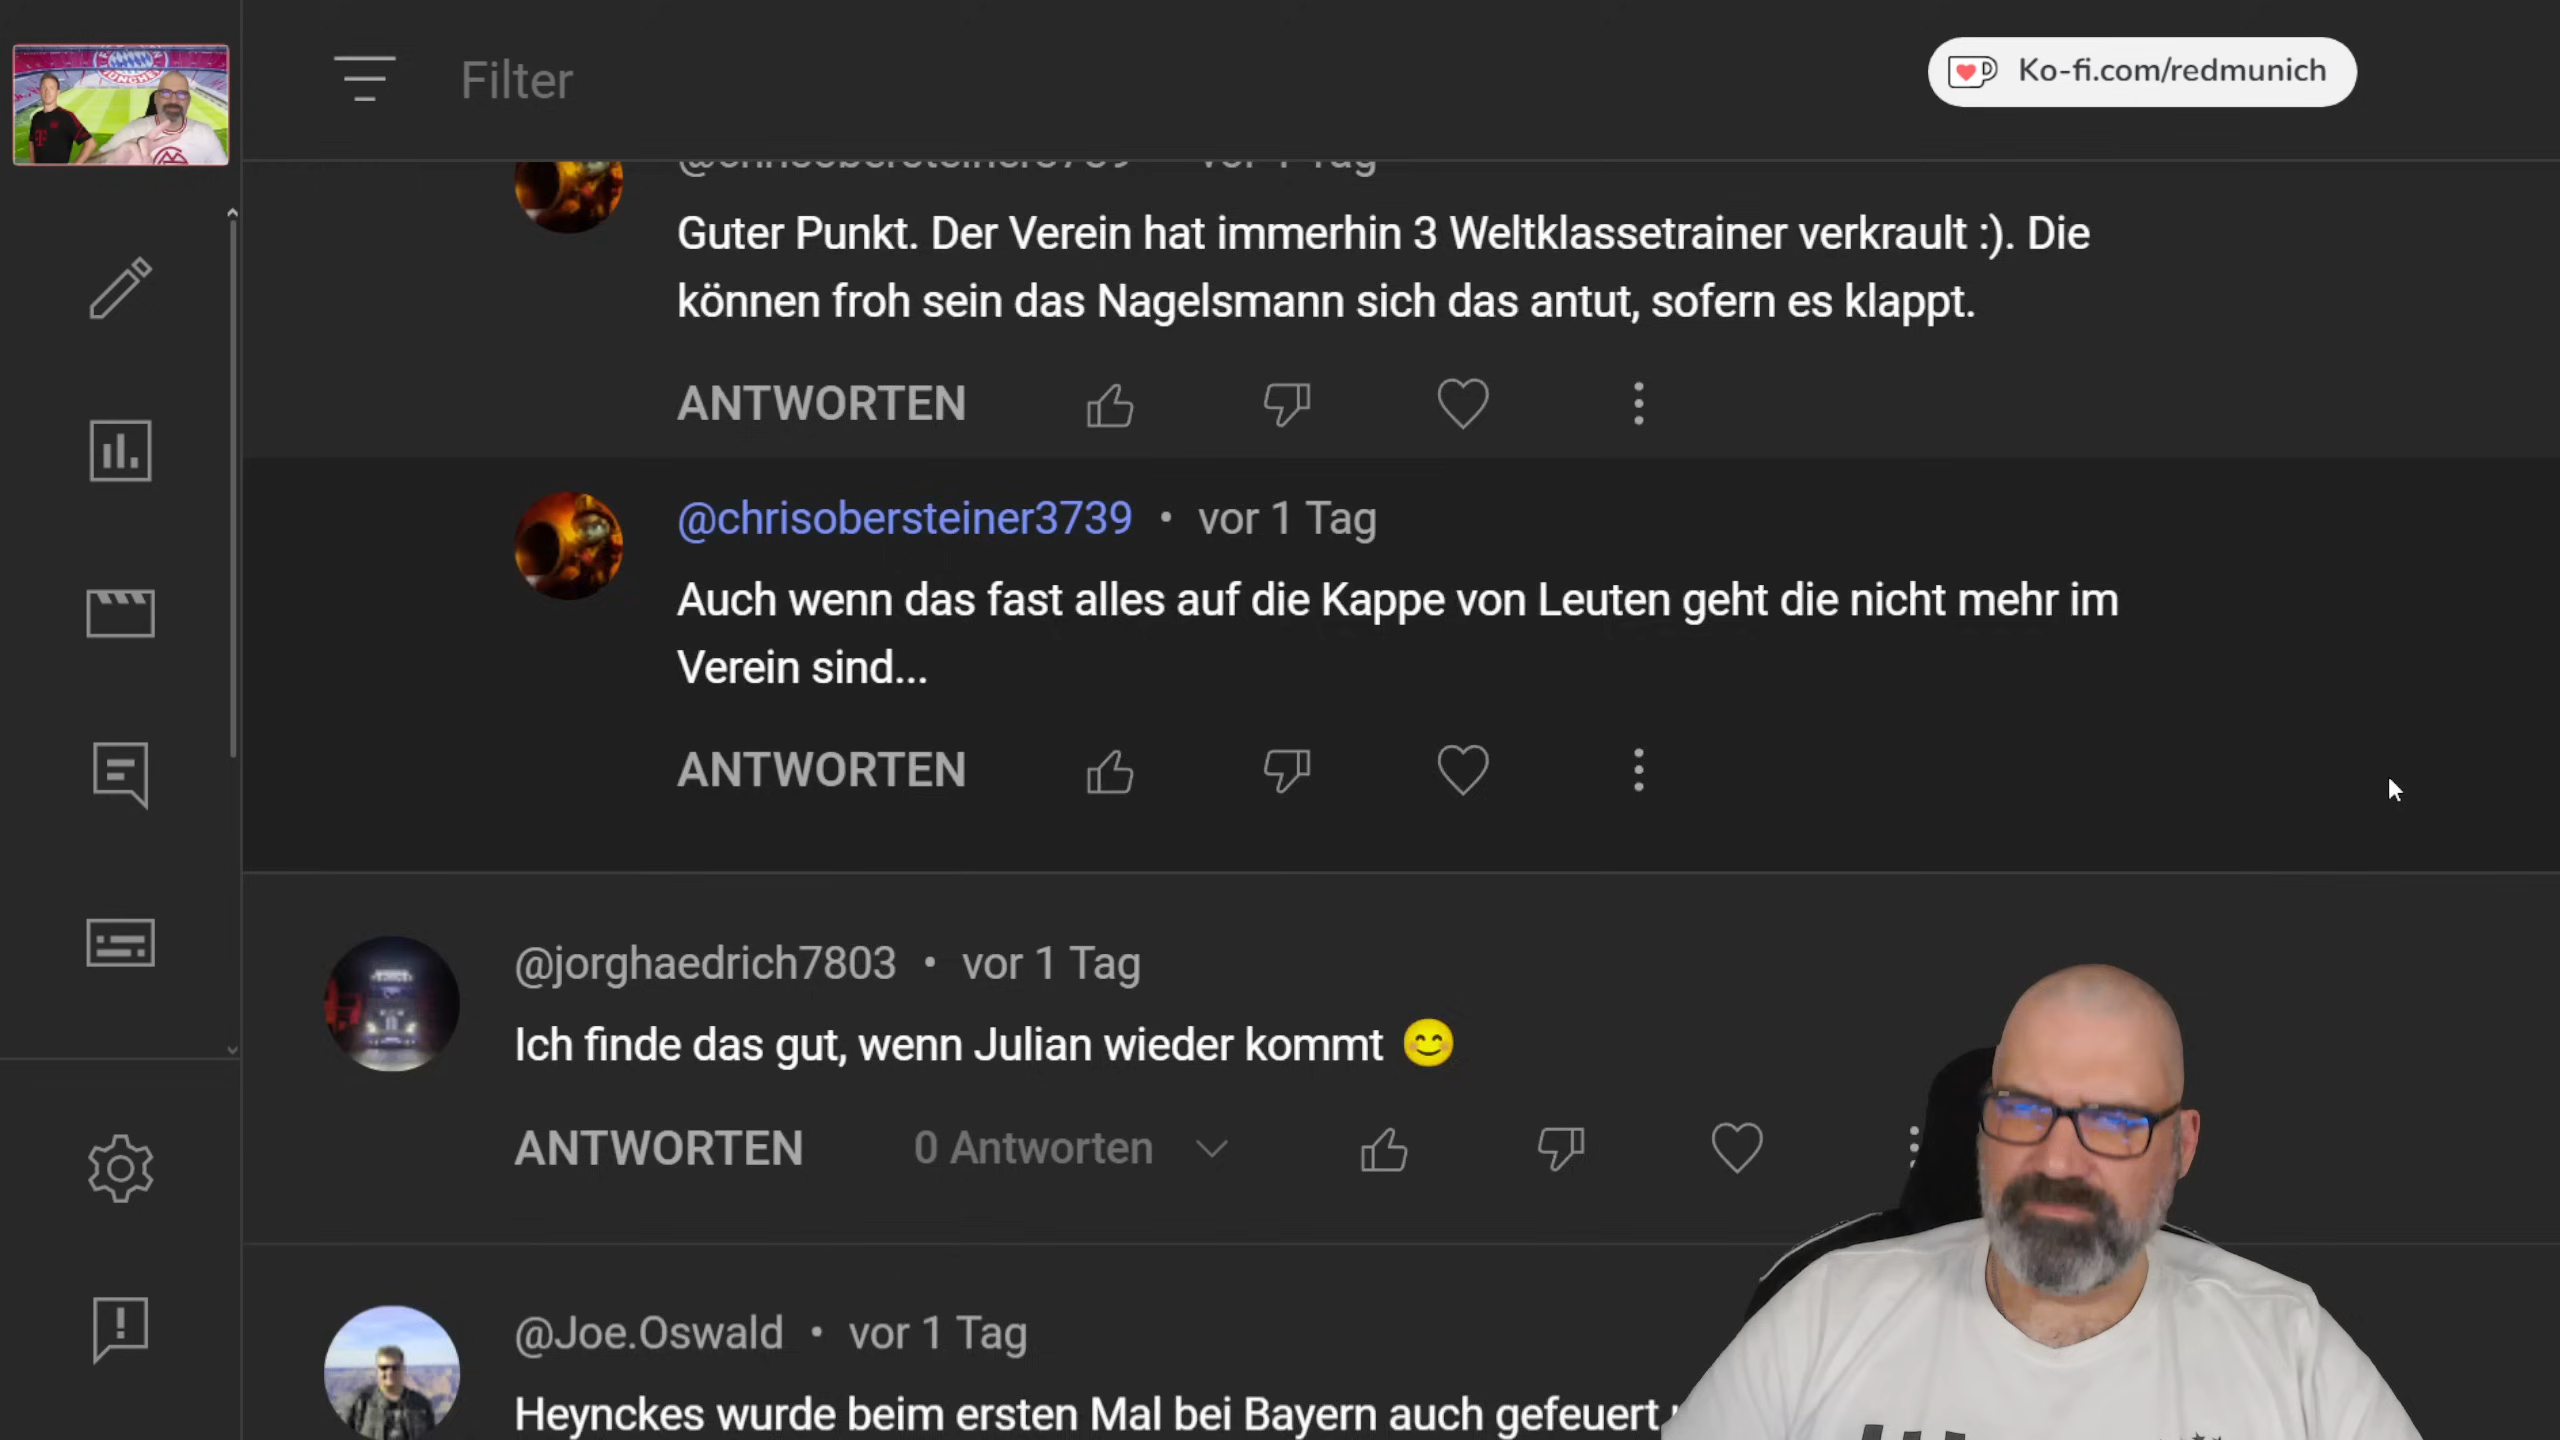 Filter
Ko-fi.com/redmunich
vor 1 Tag
Guter Punkt. Der Verein hat immerhin 3 Weltklassetrainer verkrault :). Die
können froh sein das Nagelsmann sich das antut, sofern es klappt.
ANTWORTEN
@chrisobersteiner3739 • vor 1 Tag
Auch wenn das fast alles auf die Kappe von Leuten geht die nicht mehr im
Verein sind...
ANTWORTEN
@jorghaedrich7803 • vor 1 Tag
Ich finde das gut, wenn Julian wieder kommt 😊
ANTWORTEN 0 Antworten
@Joe.Oswald • vor 1 Tag
Heynckes wurde beim ersten Mal bei Bayern auch gefeuert